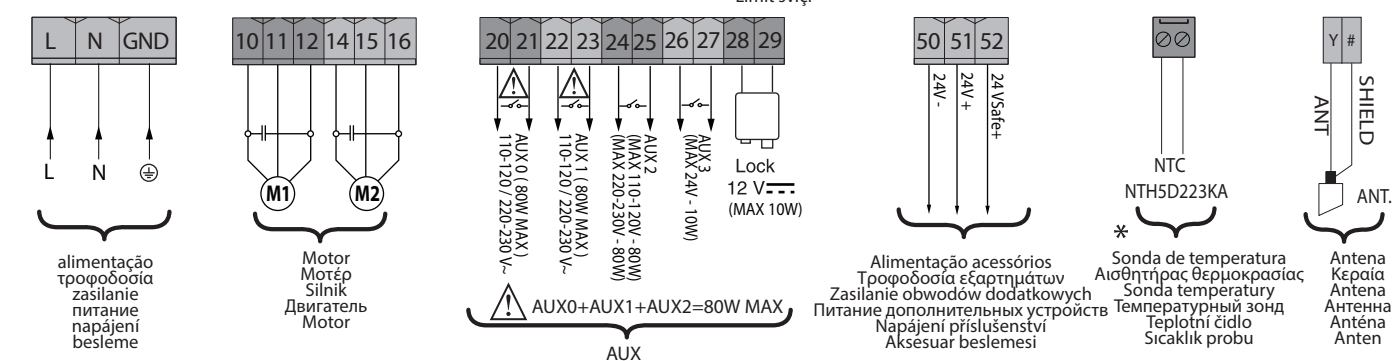 Limit sviçi
L N GND
L N
alimentação
τροφοδοσία
zasilanie
питание
napájení
besleme
10 11 12 14 15 16
M1 M2
Motor
Μοτέρ
Silnik
Двигатель
Motor
20 21 22 23 24 25 26 27 28 29
AUX 0 ( 80W MAX )
110-120 / 220-230 V~
AUX 1 ( 80W MAX )
110-120 / 220-230 V~
AUX 2
(MAX 110-120V - 80W)
(MAX 220-230V - 80W)
AUX 3
(MAX 24V - 10W)
Lock
12 V
(MAX 10W)
AUX0+AUX1+AUX2=80W MAX
AUX
50 51 52
24V -
24V +
24 VSafe+
Alimentação acessórios
Τροφοδοσία εξαρτημάτων
Zasilanie obwodów dodatkowych
Питание дополнительных устройств
Napájení příslušenství
Aksesuar beslemesi
NTC
NTH5D223KA
*
Sonda de temperatura
Αισθητήρας θερμοκρασίας
Sonda temperatury
Температурный зонд
Teplotní čidlo
Sıcaklık probu
Y #
ANT
SHIELD
ANT.
Antena
Κεραία
Antena
Антенна
Anténa
Anten